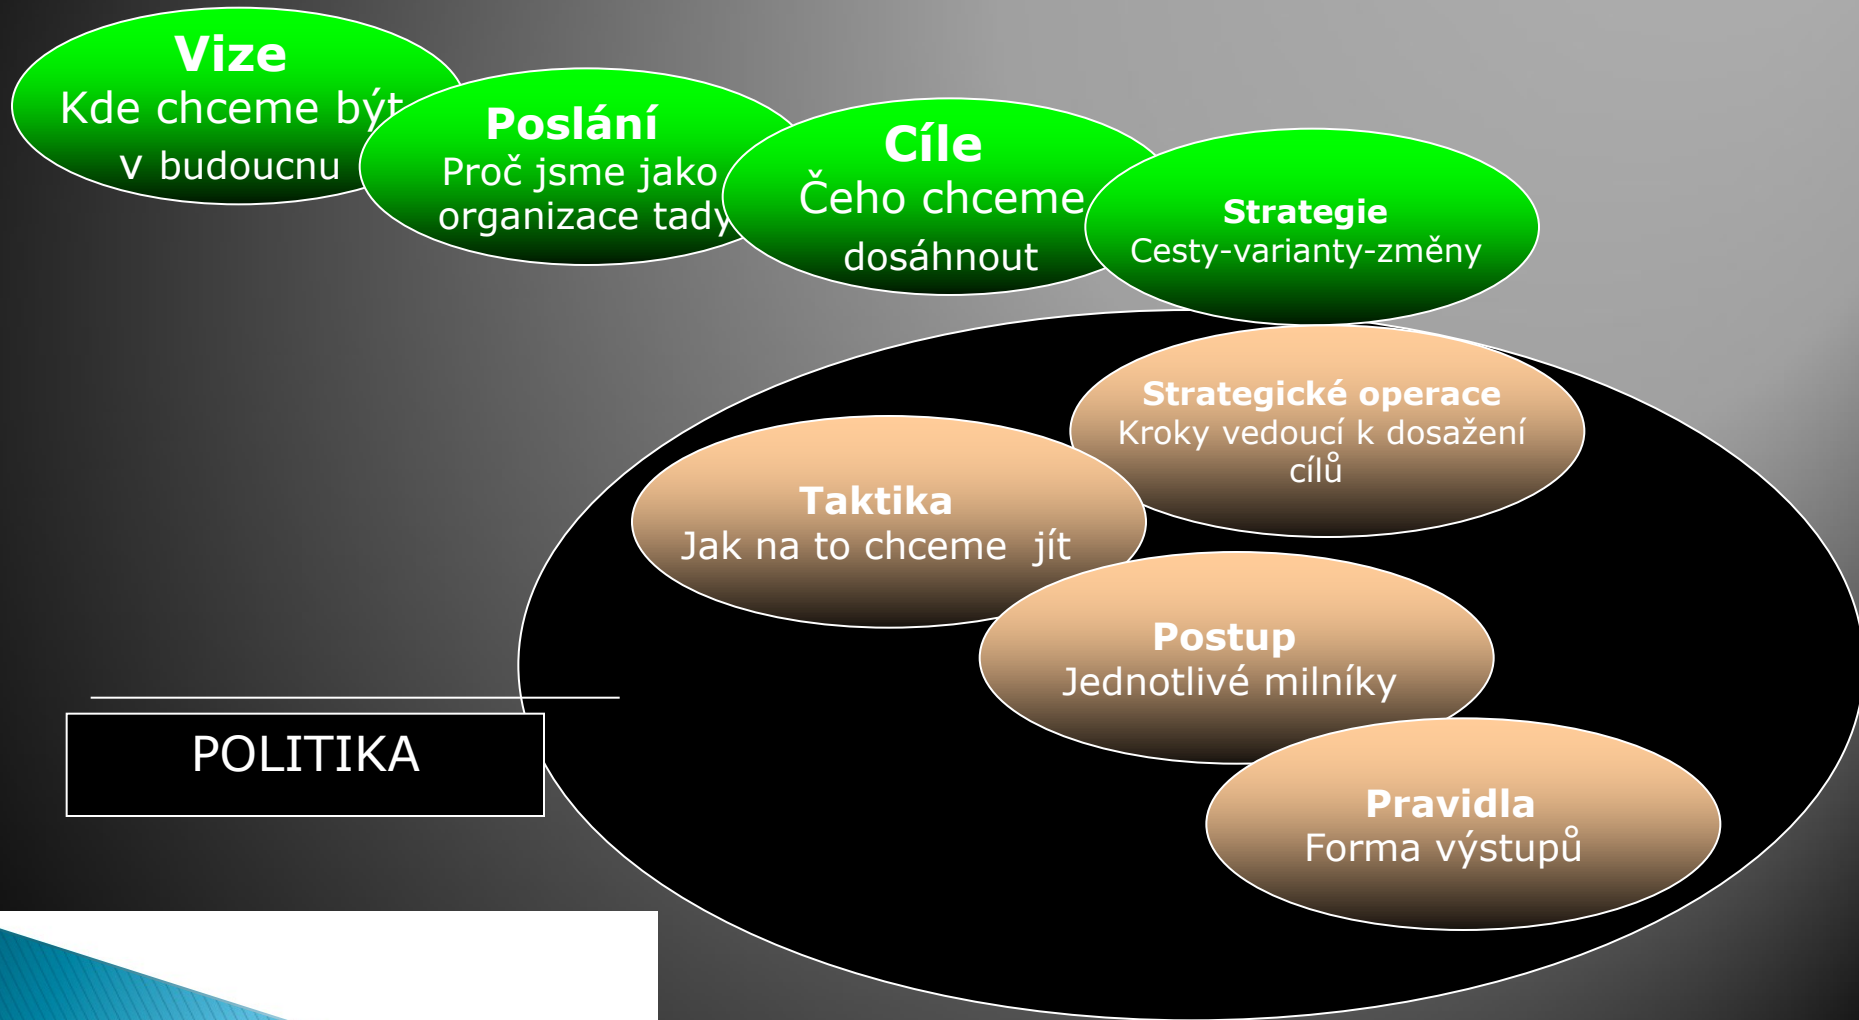 Vize
Kde chceme být
v budoucnu
Poslání
Proč jsme jako
organizace tady
Cíle
Čeho chceme
dosáhnout
Strategie
Cesty-varianty-změny
Strategické operace
Kroky vedoucí k dosažení
cílů
Taktika
Jak na to chceme  jít
Postup
Jednotlivé milníky
POLITIKA
Pravidla
Forma výstupů